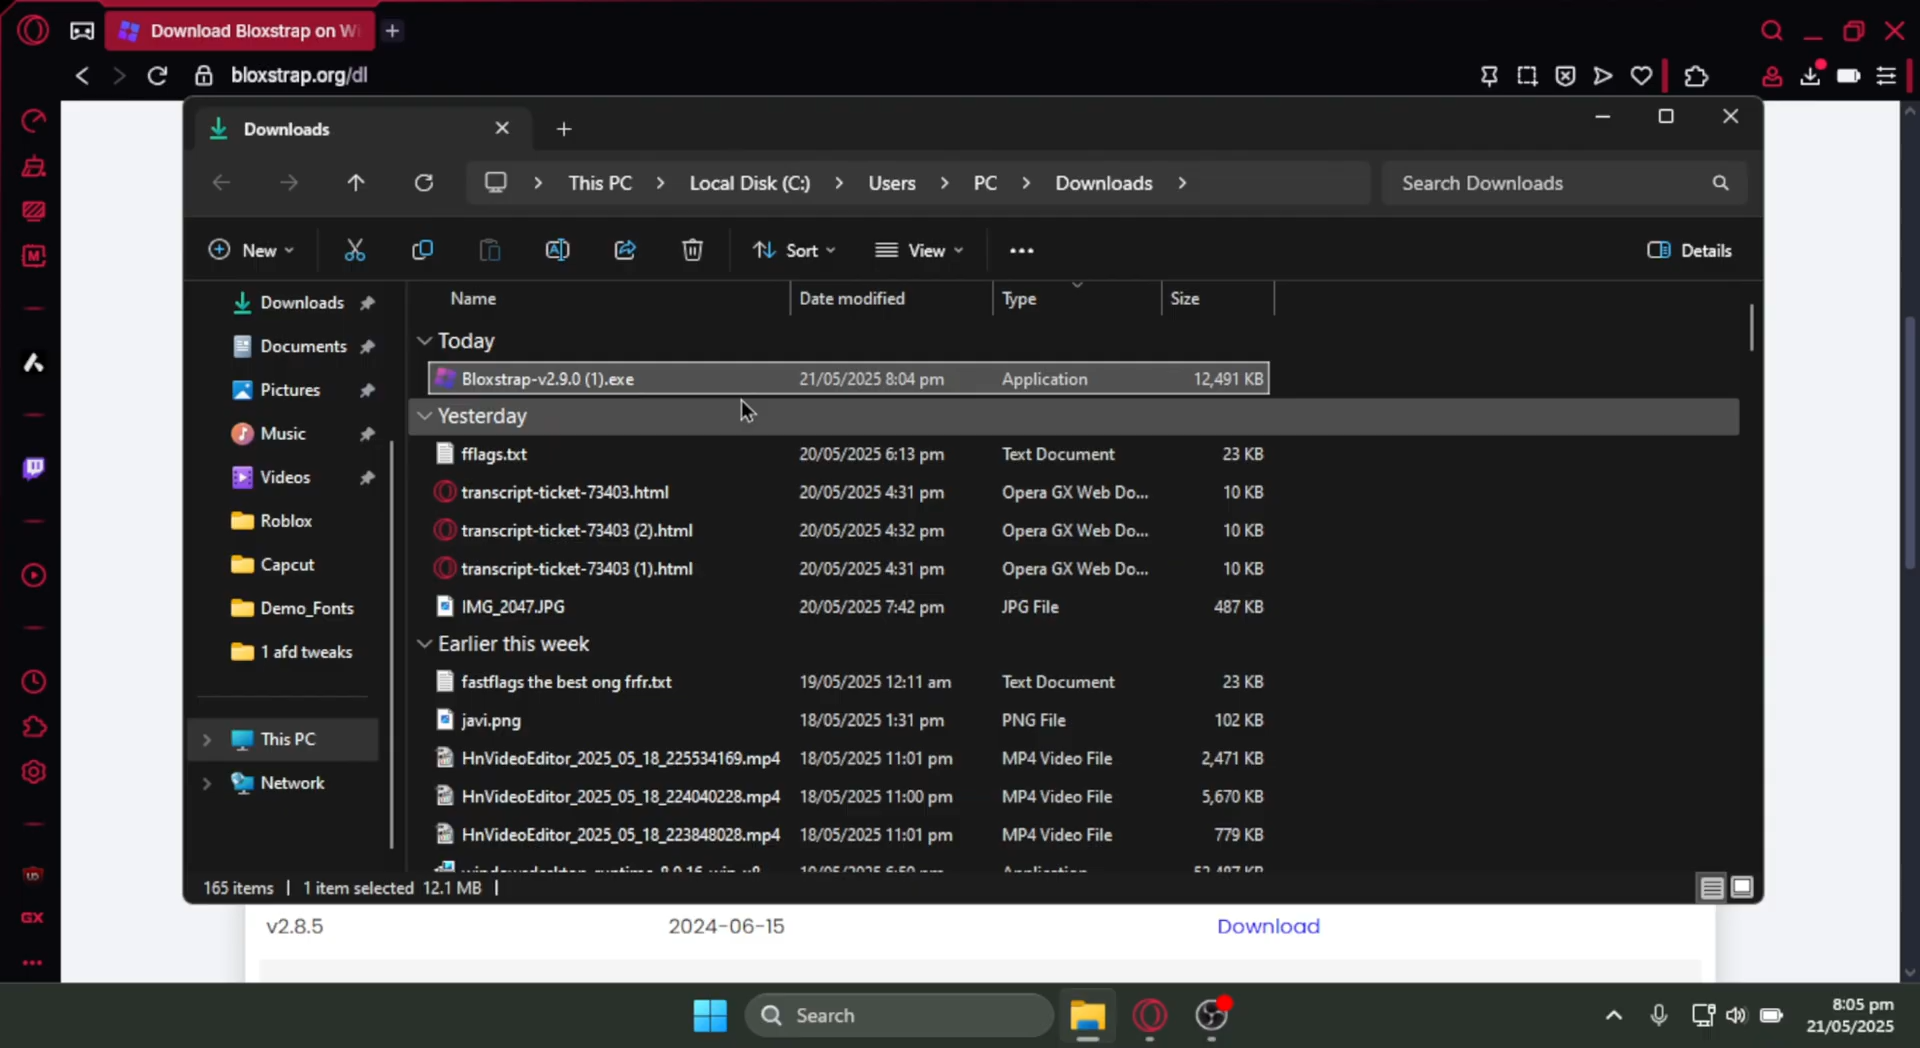 Download Bloxstrap on Wi
bloxstrap.org/dl
Downloads
This PC
Local Disk (C:)
Users
PC
Downloads
Search Downloads
New
Sort
View
Details
Downloads
Documents
Pictures
Music
Videos
Roblox
Capcut
Demo_Fonts
1 afd tweaks
This PC
Network
Name Date modified Type Size
Today
Bloxstrap-v2.9.0 (1).exe 21/05/2025 8:04 pm Application 12,491 KB
Yesterday
fflags.txt 20/05/2025 6:13 pm Text Document 23 KB
transcript-ticket-73403.html 20/05/2025 4:31 pm Opera GX Web Do... 10 KB
transcript-ticket-73403 (2).html 20/05/2025 4:32 pm Opera GX Web Do... 10 KB
transcript-ticket-73403 (1).html 20/05/2025 4:31 pm Opera GX Web Do... 10 KB
IMG_2047.JPG 20/05/2025 7:42 pm JPG File 487 KB
Earlier this week
fastflags the best ong frfr.txt 19/05/2025 12:11 am Text Document 23 KB
javi.png 18/05/2025 1:31 pm PNG File 102 KB
HnVideoEditor_2025_05_18_225534169.mp4 18/05/2025 11:01 pm MP4 Video File 2,471 KB
HnVideoEditor_2025_05_18_224040228.mp4 18/05/2025 11:00 pm MP4 Video File 5,670 KB
HnVideoEditor_2025_05_18_223848028.mp4 18/05/2025 11:01 pm MP4 Video File 779 KB
165 items | 1 item selected 12.1 MB |
v2.8.5 2024-06-15 Download
GX
Search
8:05 pm
21/05/2025